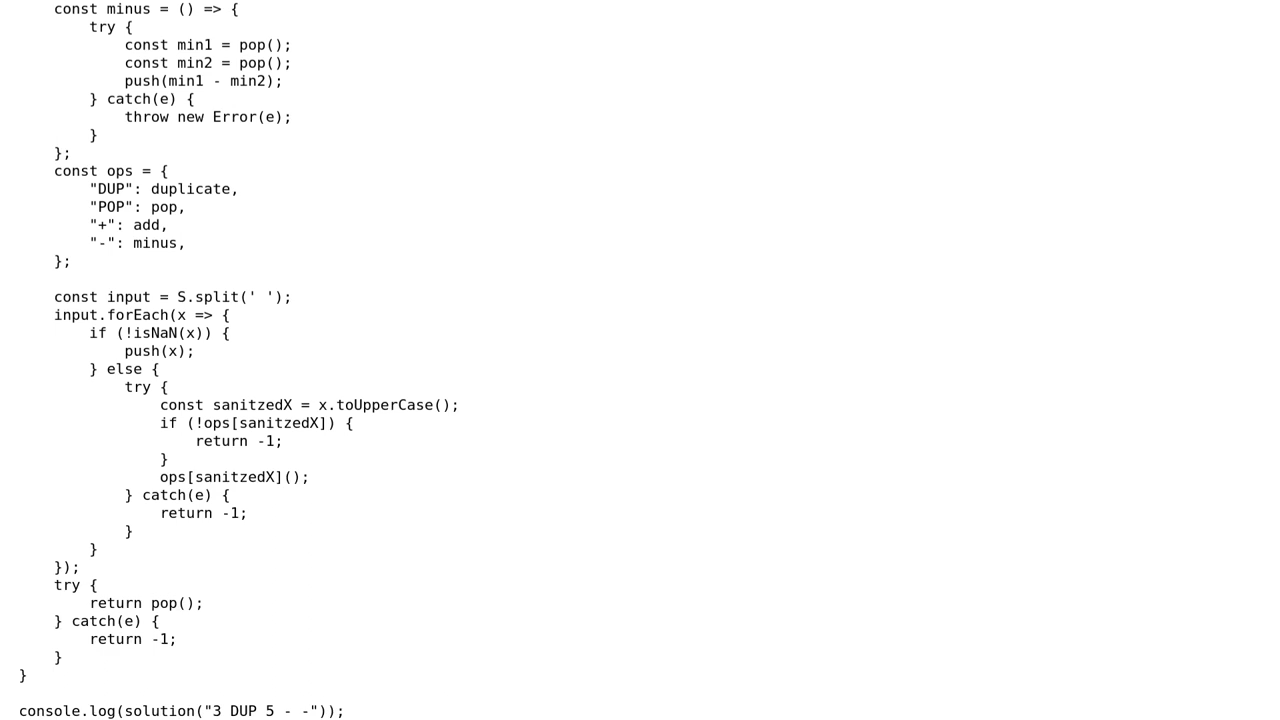 const minus = () => {
        try {
            const min1 = pop();
            const min2 = pop();
            push(min1 - min2);
        } catch(e) {
            throw new Error(e);
        }
    };
    const ops = {
        "DUP": duplicate,
        "POP": pop,
        "+": add,
        "-": minus,
    };

    const input = S.split(' ');
    input.forEach(x => {
        if (!isNaN(x)) {
            push(x);
        } else {
            try {
                const sanitzedX = x.toUpperCase();
                if (!ops[sanitzedX]) {
                    return -1;
                }
                ops[sanitzedX]();
            } catch(e) {
                return -1;
            }
        }
    });
    try {
        return pop();
    } catch(e) {
        return -1;
    }
}

console.log(solution("3 DUP 5 - -"));